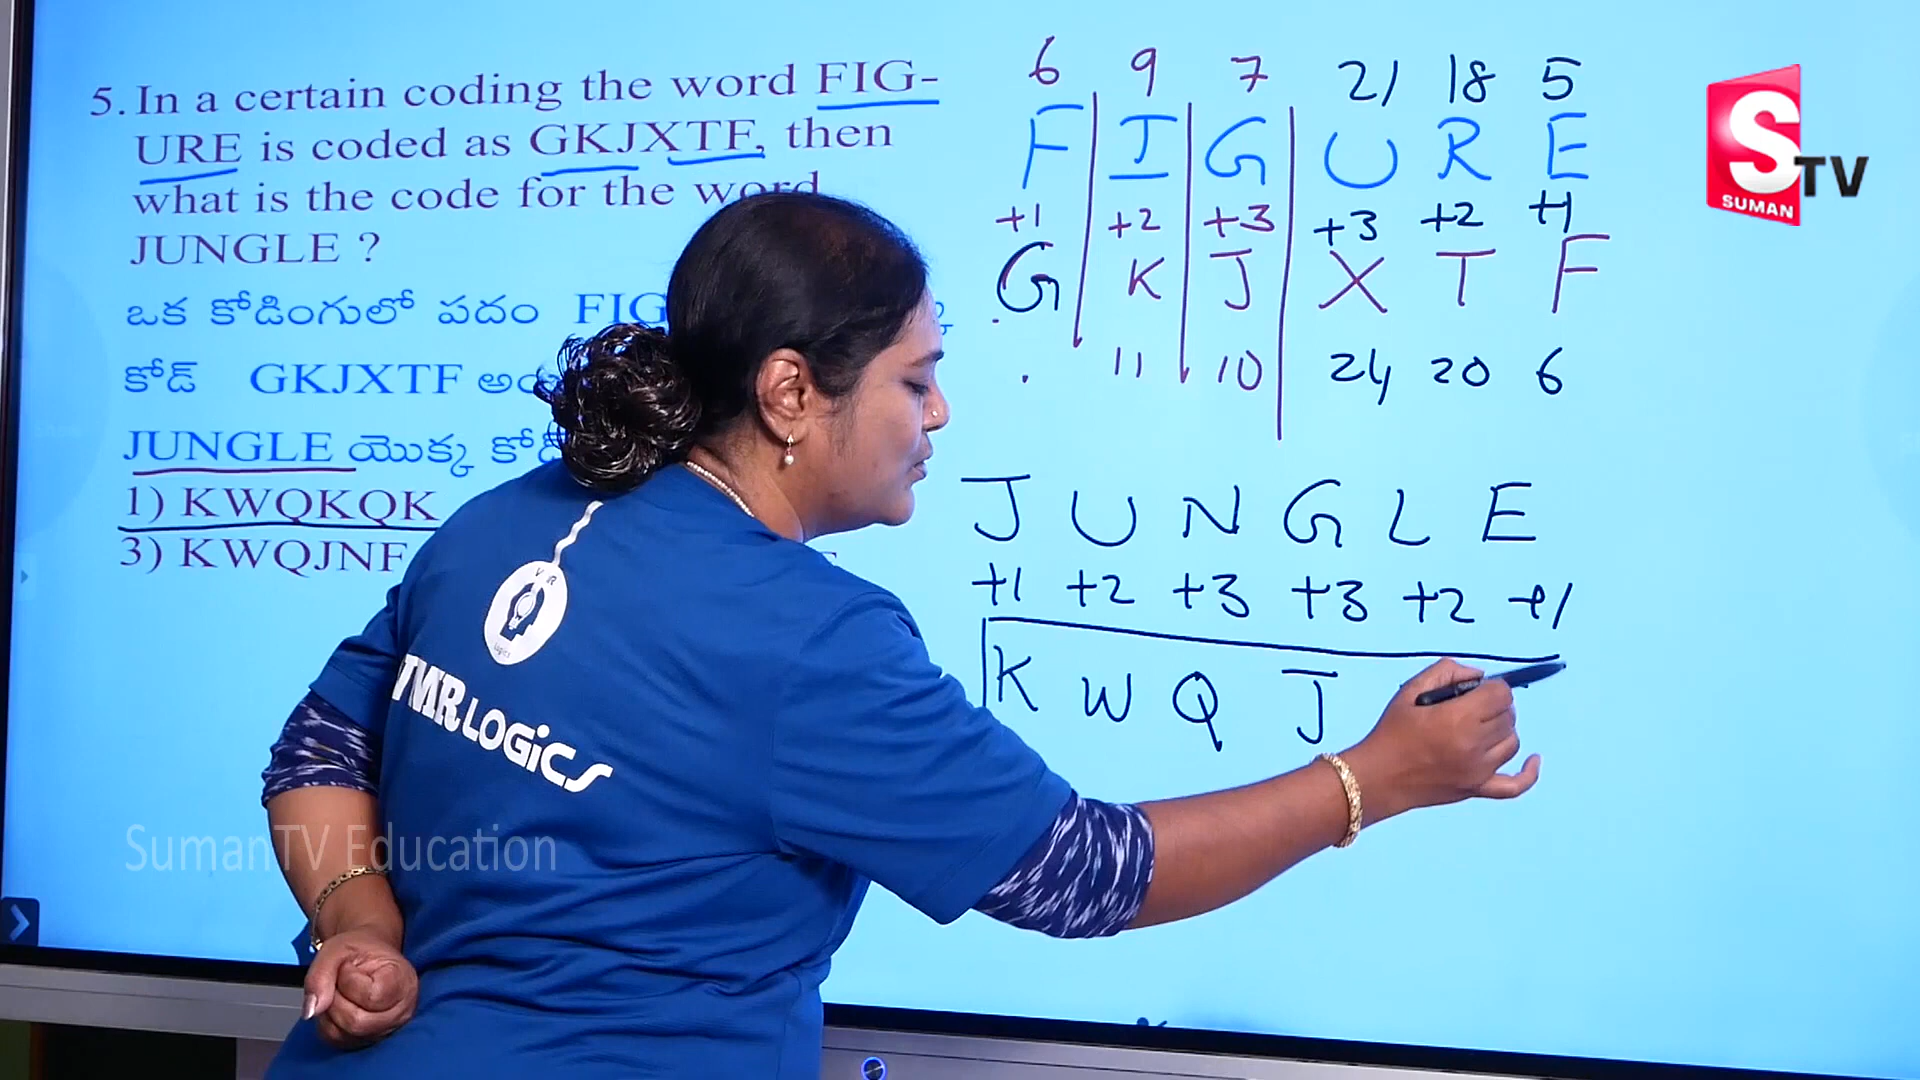 5. In a certain coding the word FIG-
URE is coded as GKJXTF, then
what is the code for the word
JUNGLE ?
ఒక కోడింగులో పదం FIG
కోడ్ GKJXTF
JUNGLE యొక్క
1) KWQKQK
3) KWQJNF
6 9 7 21 18 5
F I G U R E
+1 +2 +3 +3 +2 +1
G K J X T F
11 10 24 20 6
J U N G L E
+1 +2 +3 +3 +2 +1
K W Q J
S TV
SUMAN
VMR
Logics
VMR LOGiCS
SumanTV Education